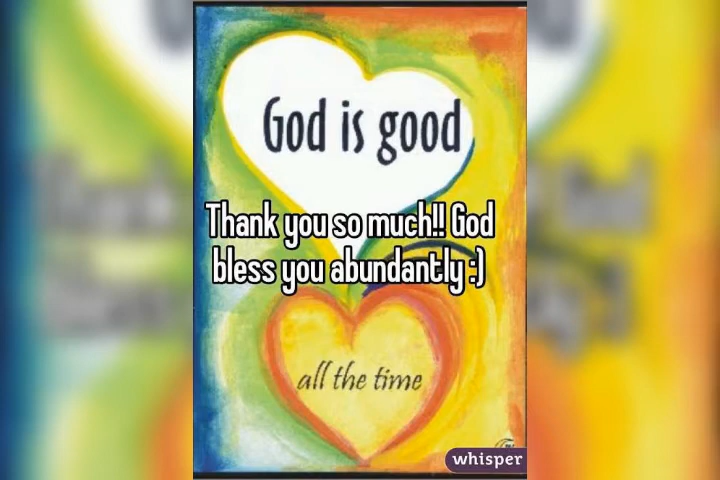 God is good
Thank you so much!! God
bless you abundantly :)
all the time
whisper